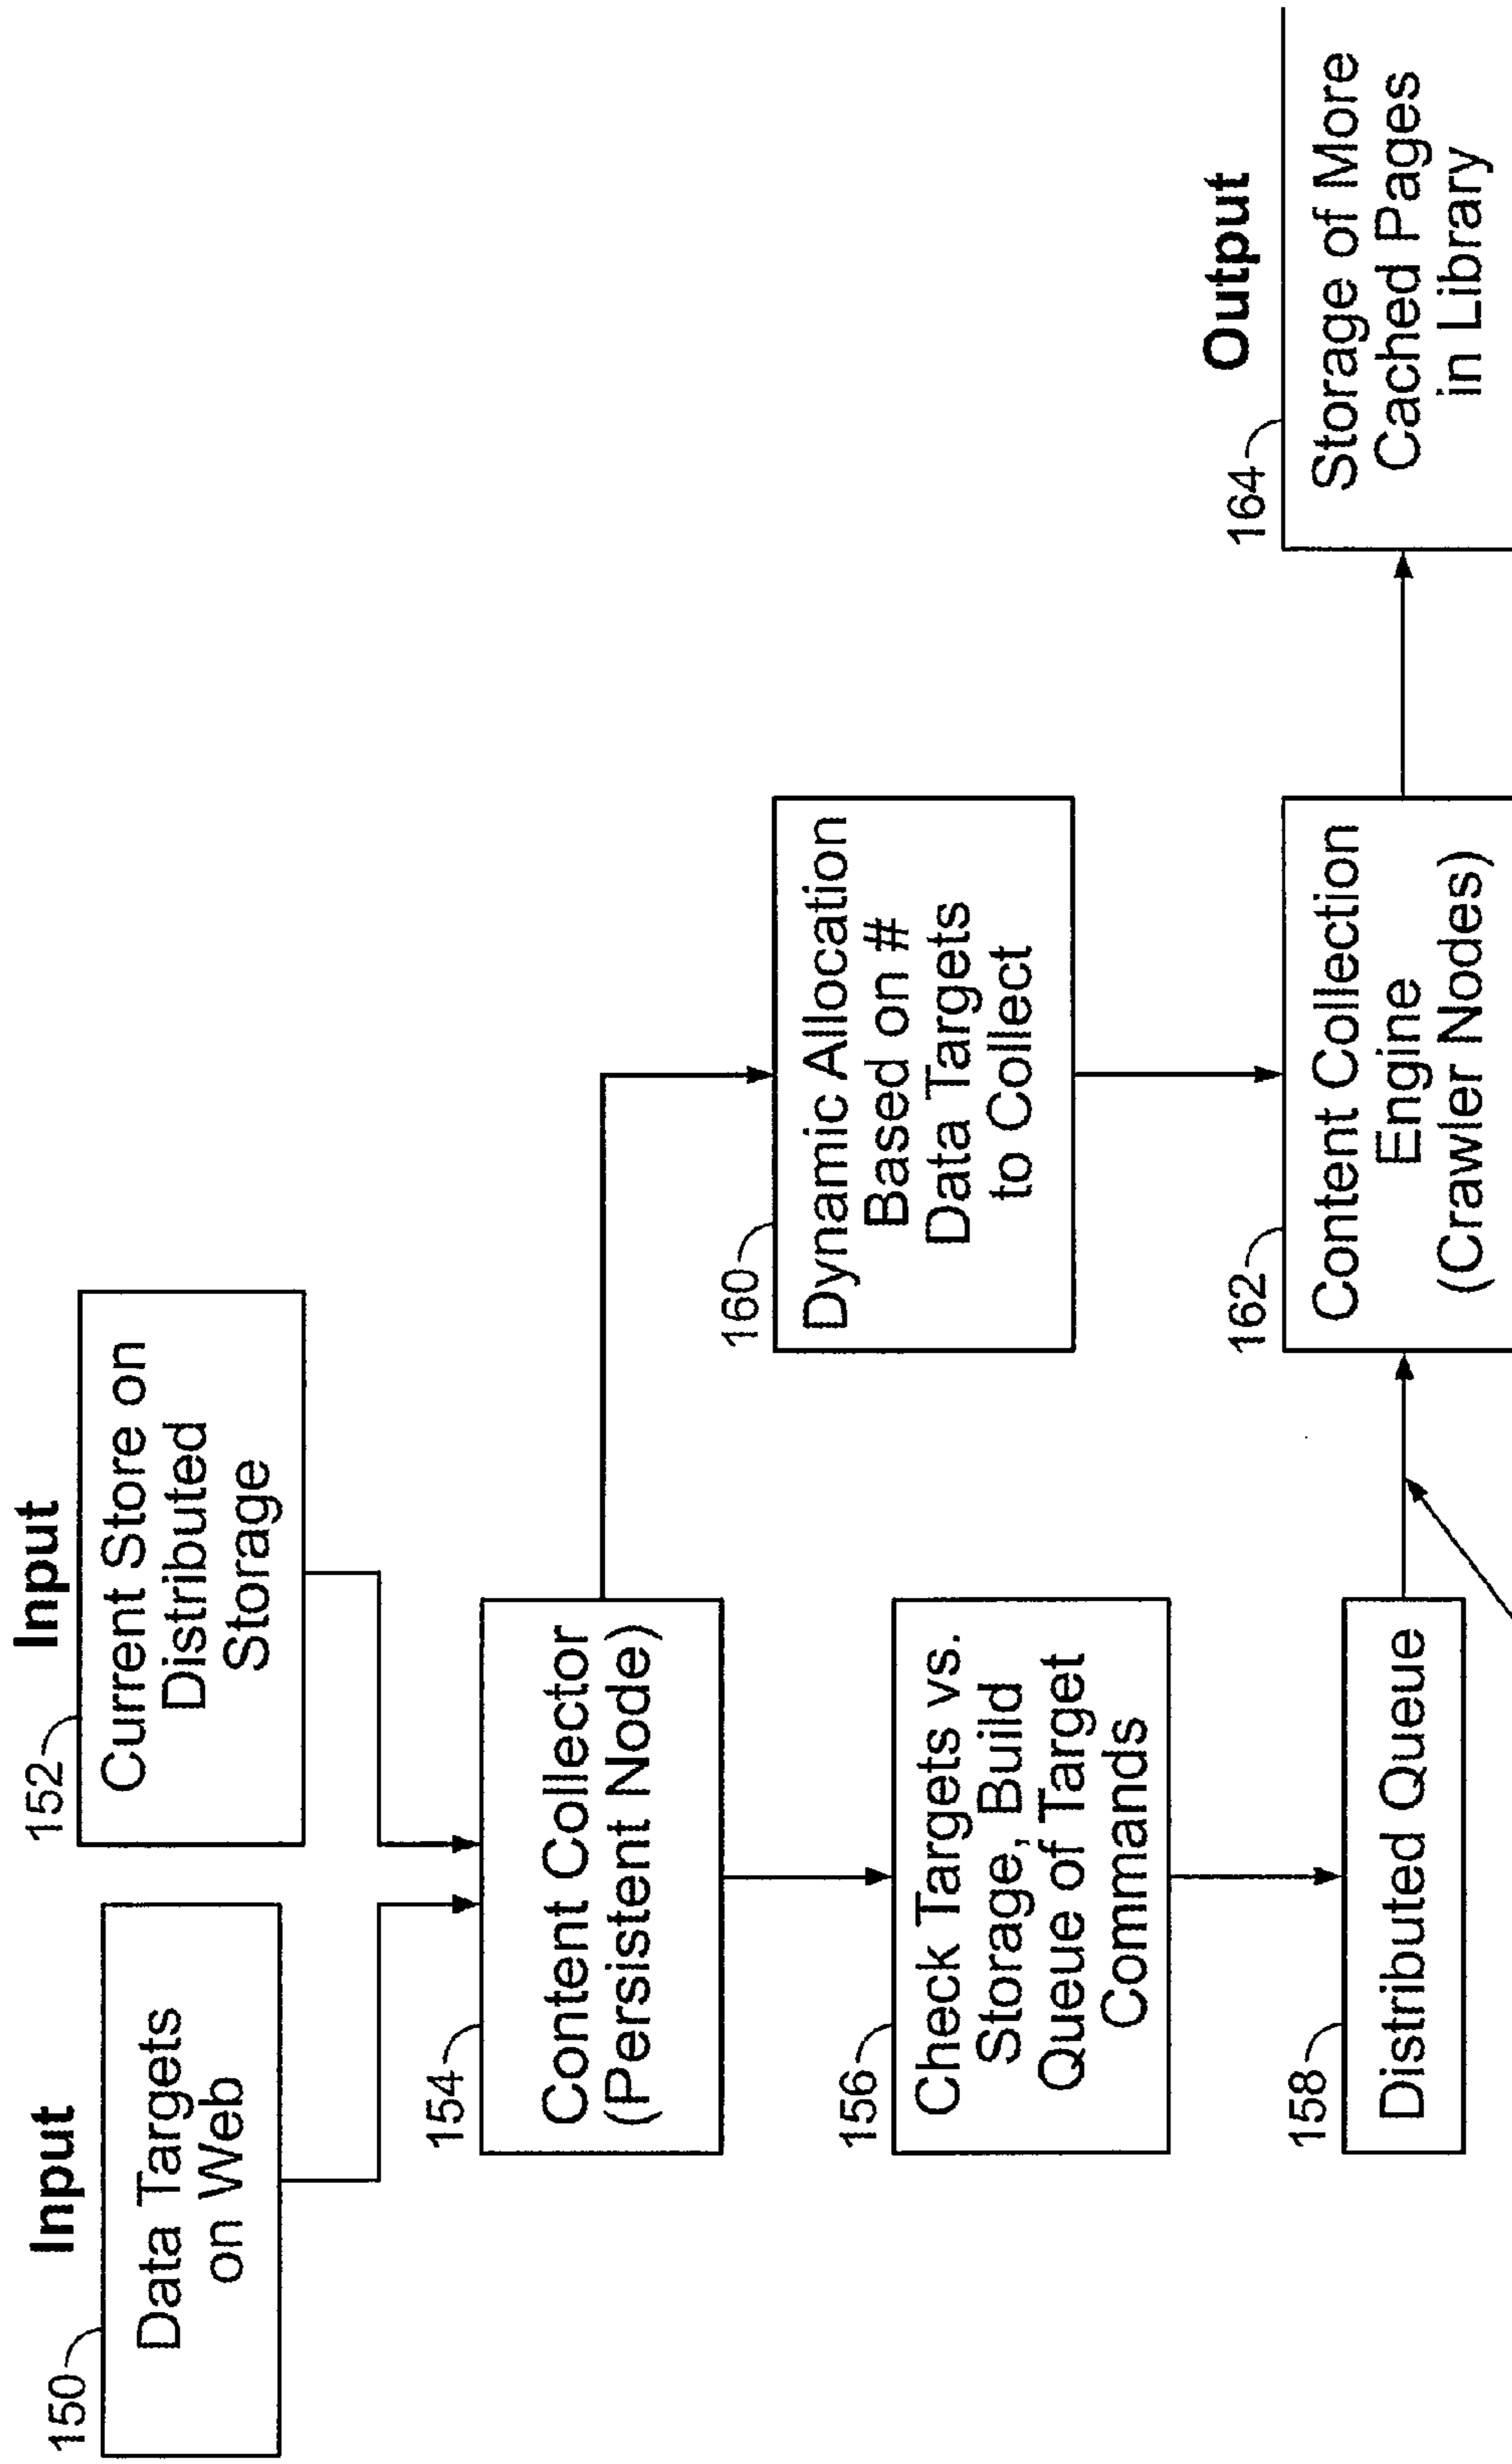 Input
150
Data Targets
on Web
Input
152
Current Store on
Distributed
Storage
154
Content Collector
(Persistent Node)
156
Check Targets vs.
Storage, Build
Queue of Target
Commands
158
Distributed Queue
160
Dynamic Allocation
Based on #
Data Targets
to Collect
162
Content Collection
Engine
(Crawler Nodes)
Output
164
Storage of More
Cached Pages
in Library